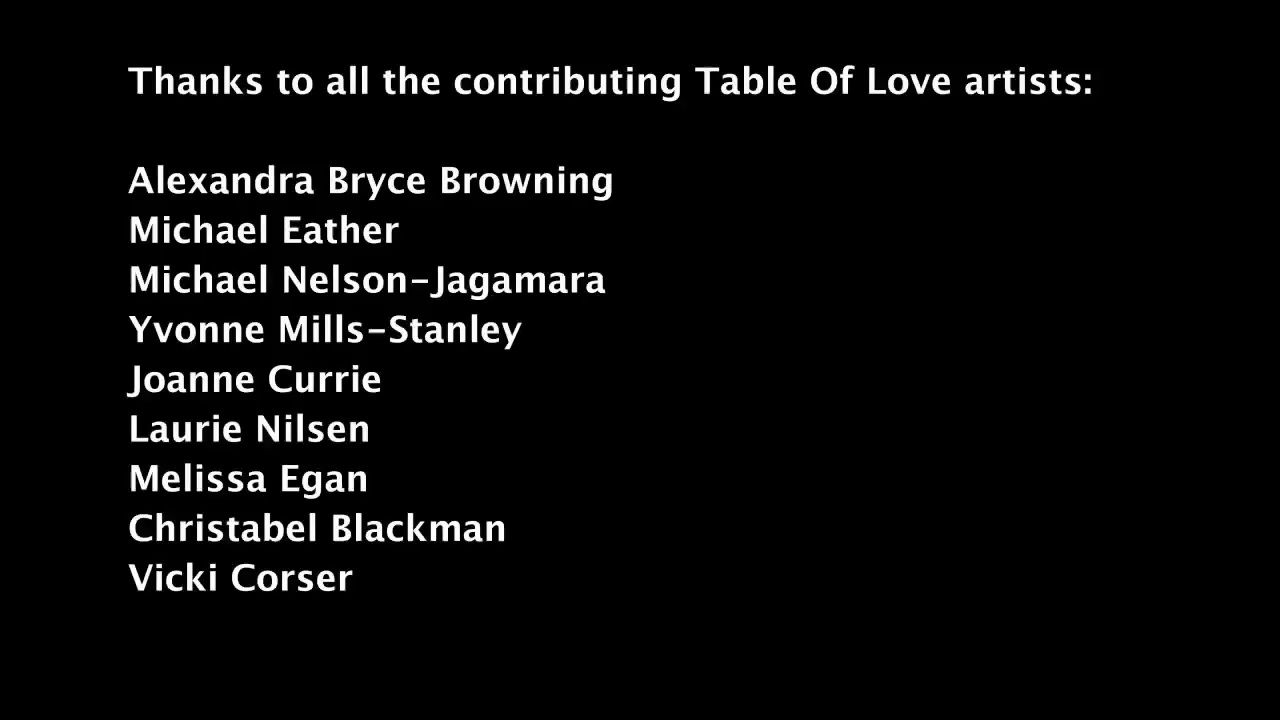 Thanks to all the contributing Table Of Love artists:
Alexandra Bryce Browning
Michael Eather
Michael Nelson-Jagamara
Yvonne Mills-Stanley
Joanne Currie
Laurie Nilsen
Melissa Egan
Christabel Blackman
Vicki Corser